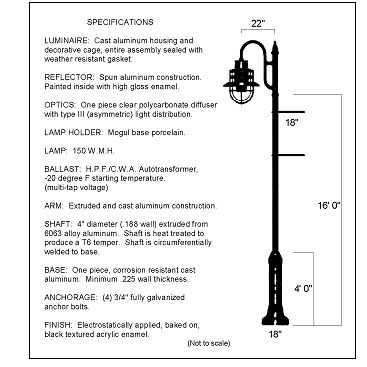 SPECIFICATIONS
LUMINAIRE: Cast aluminum housing and
decorative cage, entire assembly sealed with
weather resistant gasket.
REFLECTOR: Spun aluminum construction.
Painted inside with high gloss enamel.
OPTICS: One piece clear polycarbonate diffuser
with type III (asymmetric) light distribution.
LAMP HOLDER: Mogul base porcelain.
LAMP: 150 W.M.H.
BALLAST: H.P.F./C.W.A. Autotransformer,
-20 degree F starting temperature.
(multi-tap voltage)
ARM: Extruded and cast aluminum construction.
SHAFT: 4" diameter (.188 wall) extruded from
6063 alloy aluminum. Shaft is heat treated to
produce a T6 temper. Shaft is circumferentially
welded to base.
BASE: One piece, corrosion resistant cast
aluminum. Minimum .225 wall thickness.
ANCHORAGE: (4) 3/4" fully galvanized
anchor bolts.
FINISH: Electrostatically applied, baked on,
black textured acrylic enamel.
(Not to scale)
22"
18"
16' 0"
4' 0"
18"